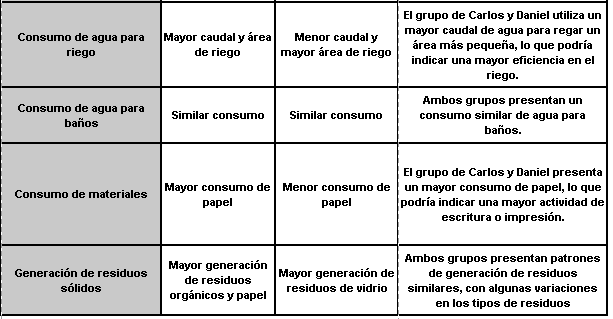 Consumo de agua para
riego
Mayor caudal y área
de riego
Menor caudal y
mayor área de riego
El grupo de Carlos y Daniel utiliza un
mayor caudal de agua para regar un
área más pequeña, lo que podría
indicar una mayor eficiencia en el
riego.
Consumo de agua para
baños
Similar consumo
Similar consumo
Ambos grupos presentan un
consumo similar de agua para
baños.
Consumo de materiales
Mayor consumo de
papel
Menor consumo de
papel
El grupo de Carlos y Daniel presenta
un mayor consumo de papel, lo que
podría indicar una mayor actividad de
escritura o impresión.
Generación de residuos
sólidos
Mayor generación
de residuos
orgánicos y papel
Mayor generación de
residuos de vidrio
Ambos grupos presentan patrones
de generación de residuos
similares, con algunas variaciones
en los tipos de residuos